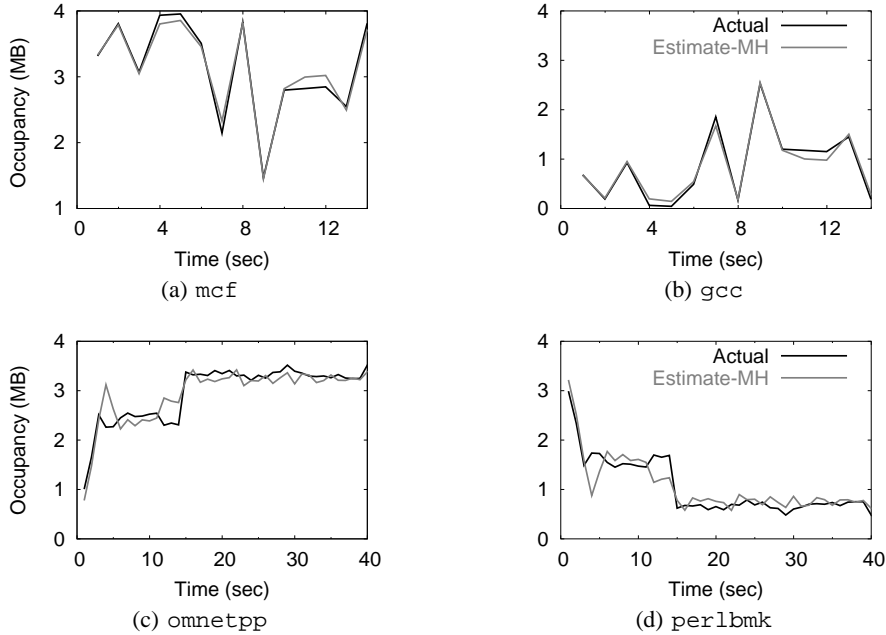 4
3
2
1
Occupancy (MB)
0 4 8 12
Time (sec)
(a) mcf
4
3
2
1
0
Actual
Estimate-MH
0 4 8 12
Time (sec)
(b) gcc
4
3
2
1
0
Occupancy (MB)
0 10 20 30 40
Time (sec)
(c) omnetpp
4
3
2
1
0
Actual
Estimate-MH
0 10 20 30 40
Time (sec)
(d) perlbmk